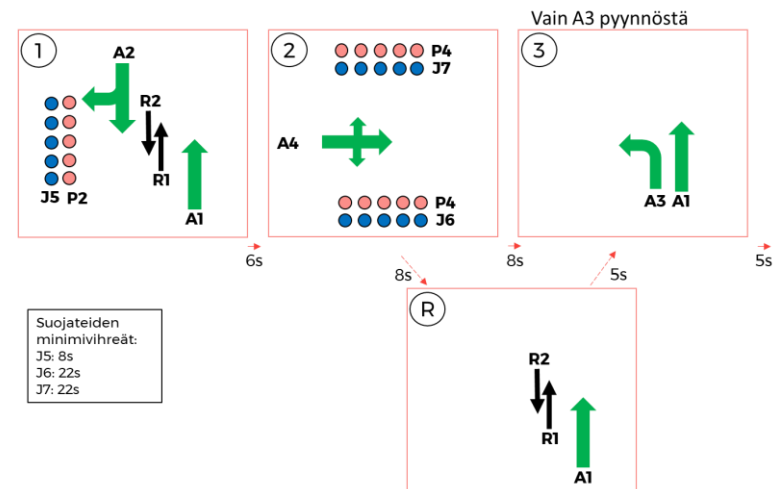 Vain A3 pyynnöstä
1
A2
R2
R1
J5 P2
A1
6s
2
P4
J7
A4
P4
J6
8s
8s
3
A3 A1
5s
5s
Suojateiden
minimivihreät:
J5: 8s
J6: 22s
J7: 22s
R
R2
R1
A1